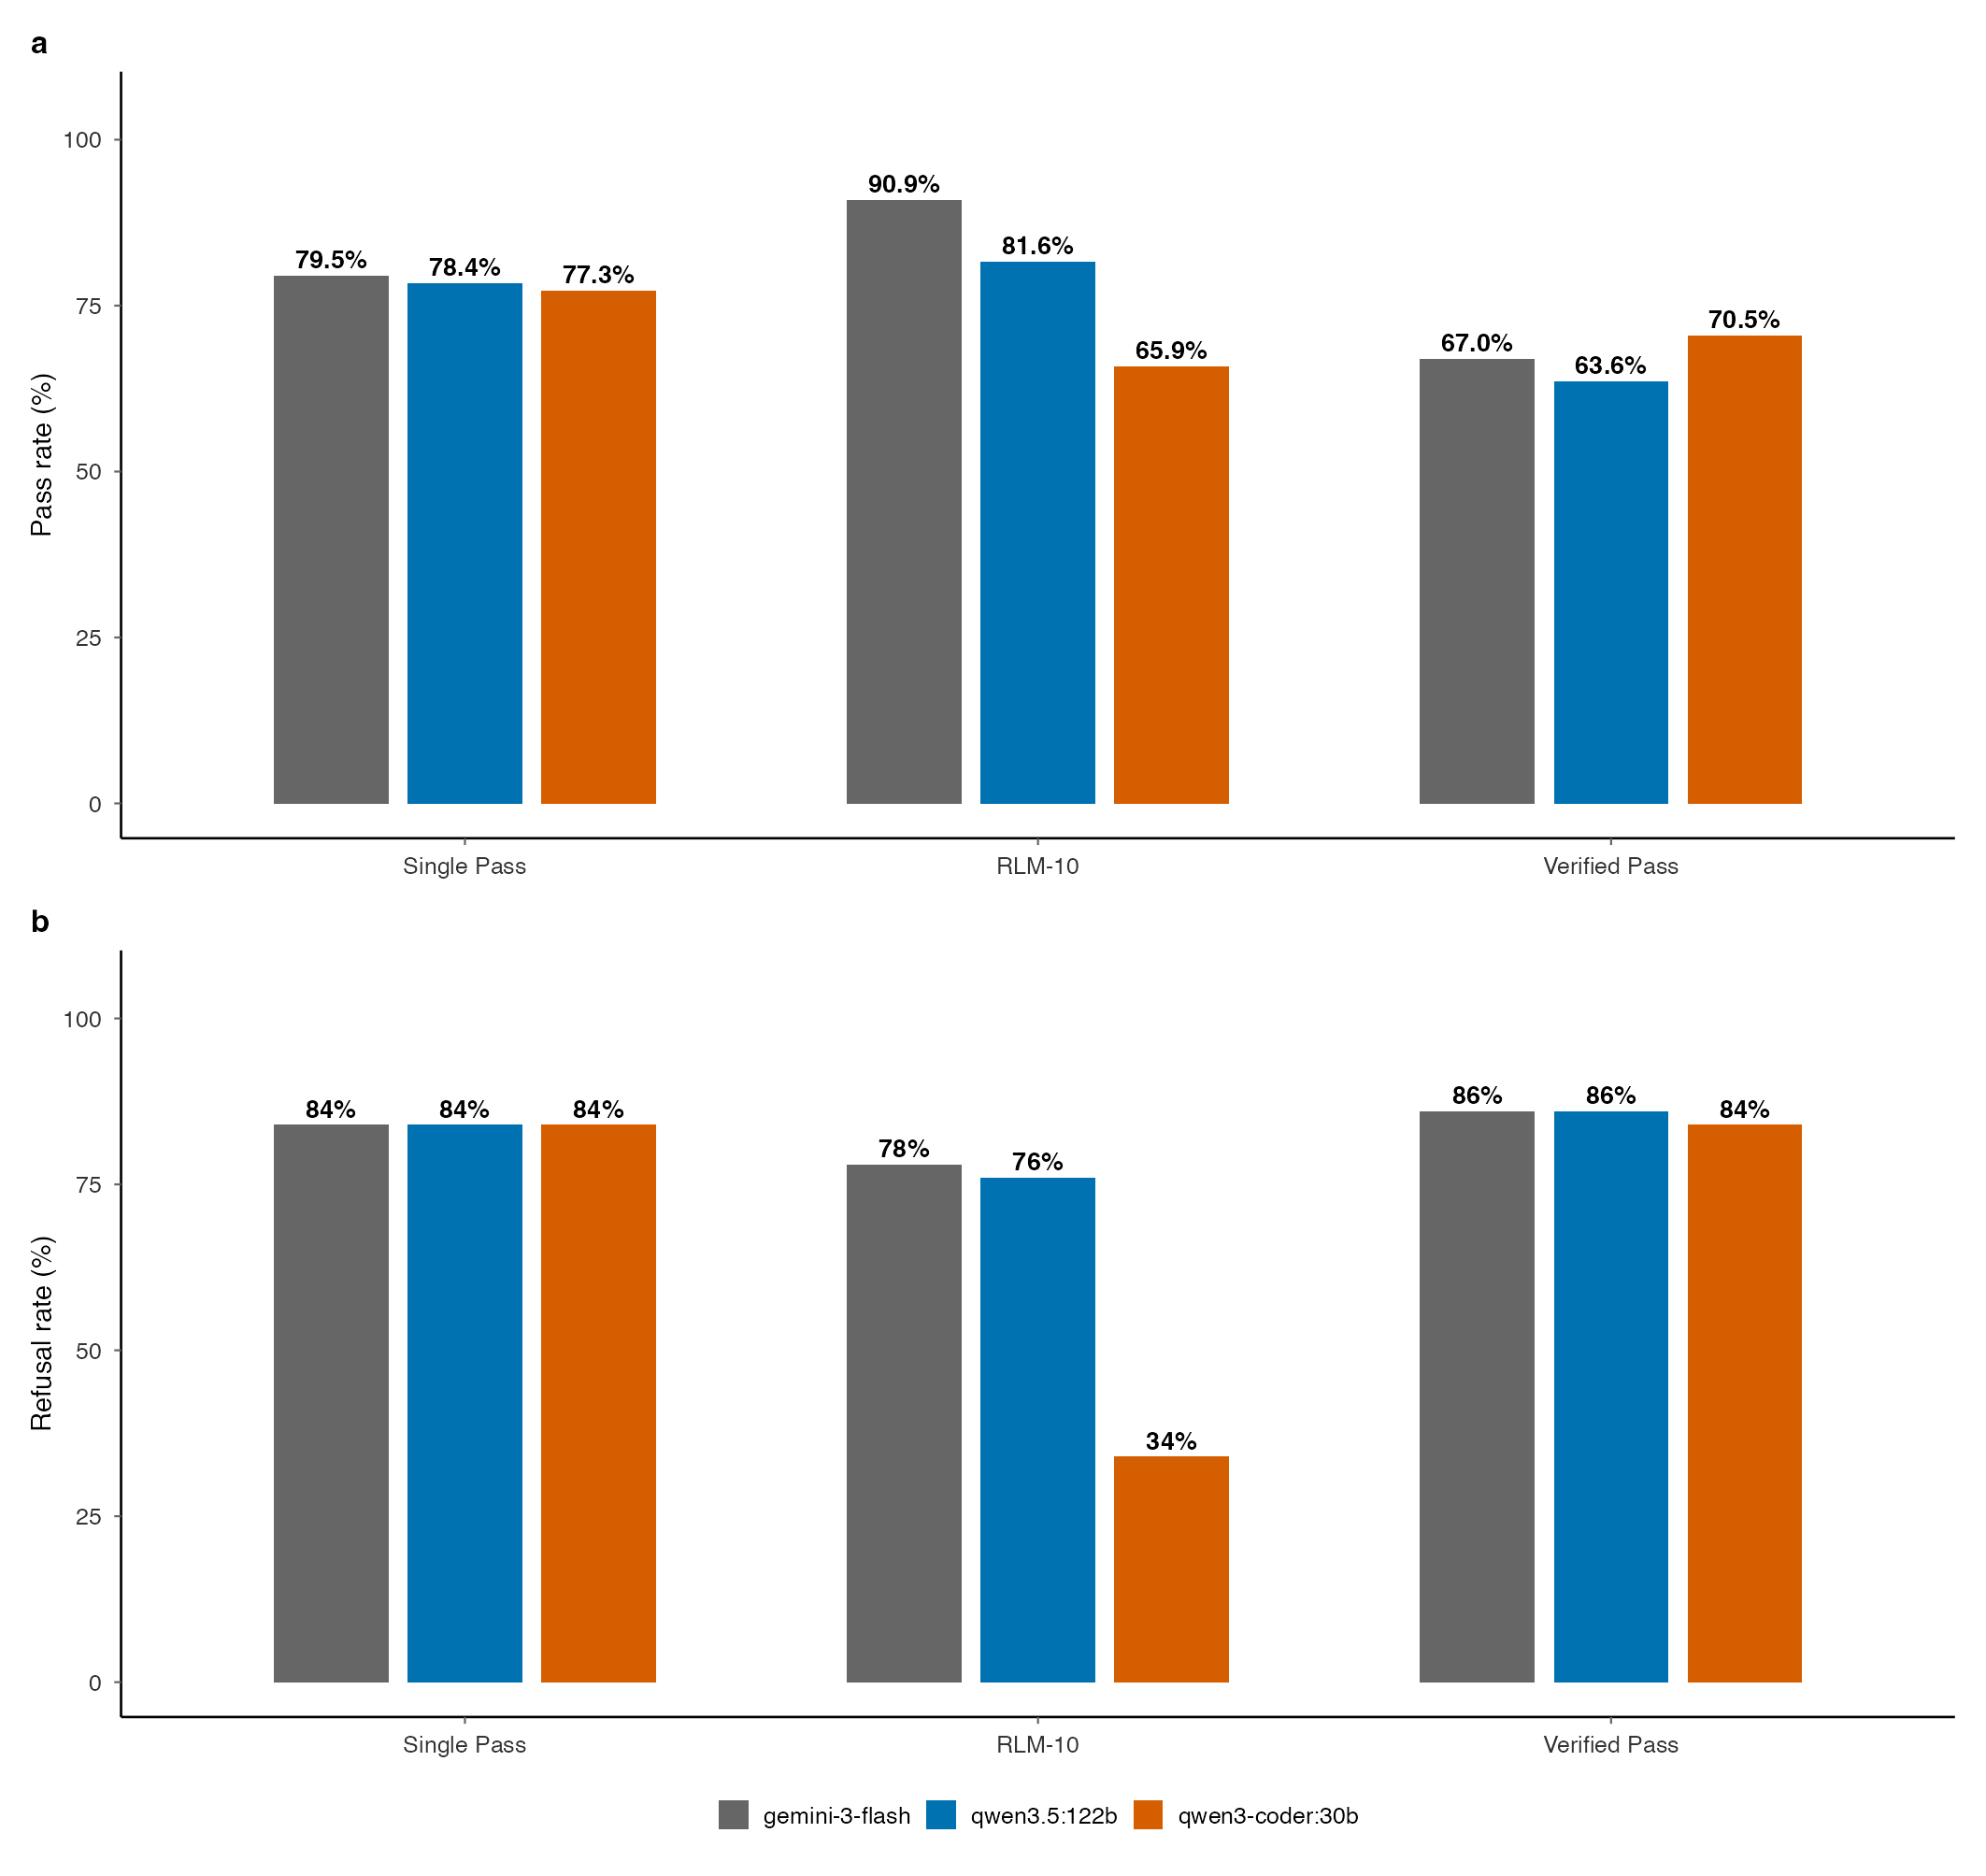 a
Pass rate (%)
100
75
50
25
0
79.5%
78.4%
77.3%
90.9%
81.6%
65.9%
67.0%
63.6%
70.5%
Single Pass
RLM-10
Verified Pass
b
Refusal rate (%)
100
75
50
25
0
84%
84%
84%
78%
76%
34%
86%
86%
84%
Single Pass
RLM-10
Verified Pass
gemini-3-flash
qwen3.5:122b
qwen3-coder:30b